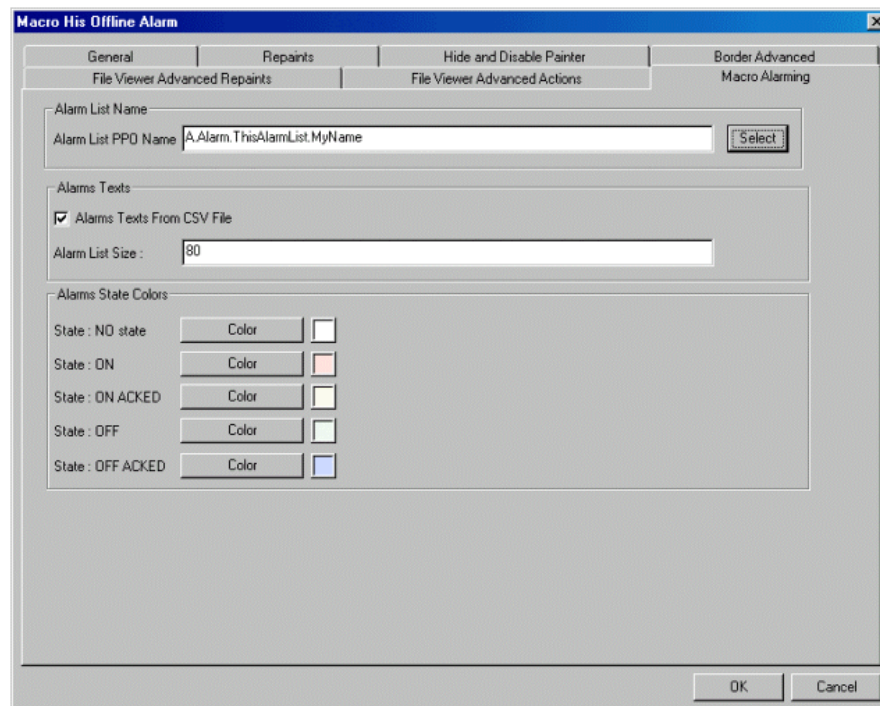 Macro His Offline Alarm
General
Repaints
Hide and Disable Painter
Border Advanced
File Viewer Advanced Repaints
File Viewer Advanced Actions
Macro Alarming
Alarm List Name
Alarm List PPO Name
A.Alarm.ThisAlarmList.MyName
Select
Alarms Texts
Alarms Texts From CSV File
Alarm List Size :
80
Alarms State Colors
State : NO state
Color
State : ON
Color
State : ON ACKED
Color
State : OFF
Color
State : OFF ACKED
Color
OK
Cancel